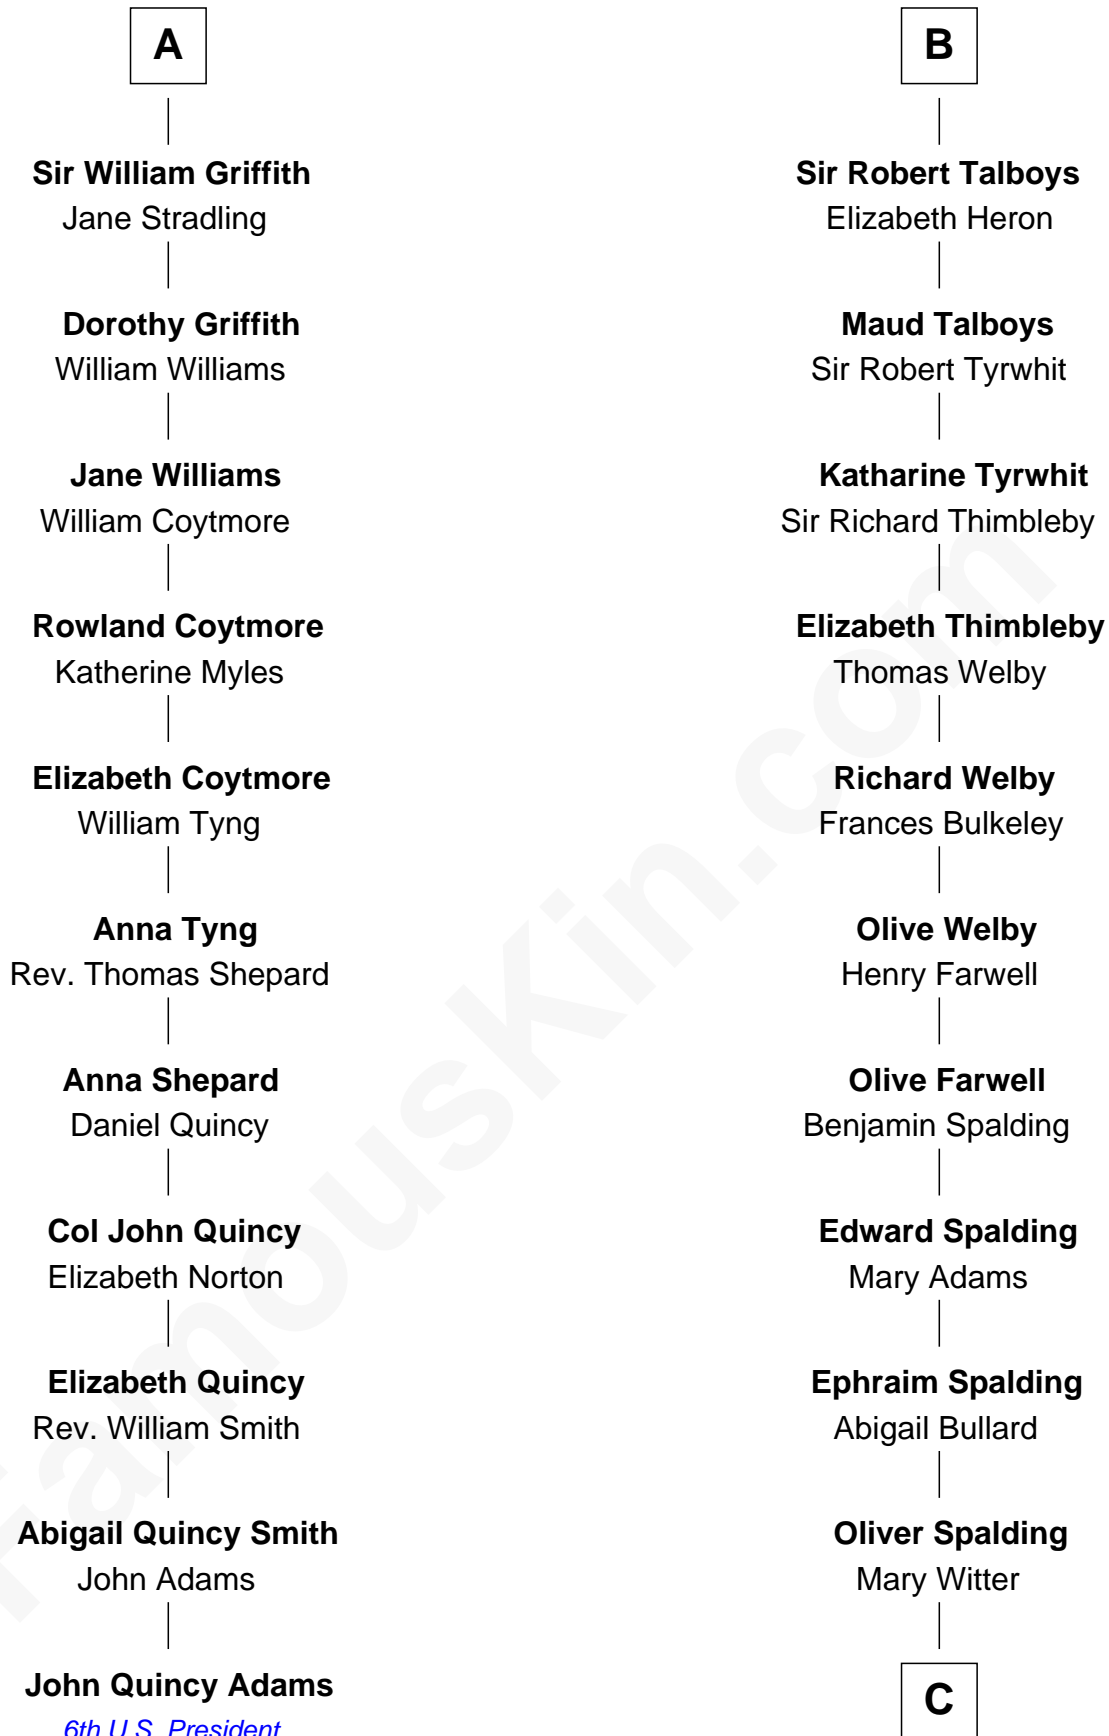 A
Sir William Griffith
Jane Stradling
Dorothy Griffith
William Williams
Jane Williams
William Coytmore
Rowland Coytmore
Katherine Myles
Elizabeth Coytmore
William Tyng
Anna Tyng
Rev. Thomas Shepard
Anna Shepard
Daniel Quincy
Col John Quincy
Elizabeth Norton
Elizabeth Quincy
Rev. William Smith
Abigail Quincy Smith
John Adams
John Quincy Adams
6th U.S. President
B
Sir Robert Talboys
Elizabeth Heron
Maud Talboys
Sir Robert Tyrwhit
Katharine Tyrwhit
Sir Richard Thimbleby
Elizabeth Thimbleby
Thomas Welby
Richard Welby
Frances Bulkeley
Olive Welby
Henry Farwell
Olive Farwell
Benjamin Spalding
Edward Spalding
Mary Adams
Ephraim Spalding
Abigail Bullard
Oliver Spalding
Mary Witter
C
FamousKin.com